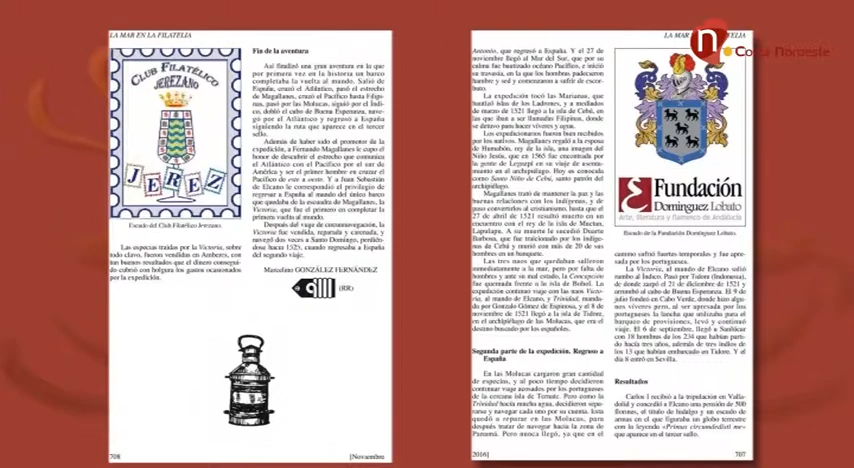 LA MAR EN LA FILATELIA
CLUB FILATÉLICO
JEREZANO
JEREZ
Escudo del Club Filatélico Jerezano.
Las especias traídas por la Victoria, sobre
todo clavo, fueron vendidas en Amberes, con
tan buenos resultados que el dinero consegui-
do cubrió con holgura los gastos ocasionados
por la expedición.
Fin de la aventura
Así finalizó una gran aventura en la que
por primera vez en la historia un barco
completaba la vuelta al mundo. Salió de
España, cruzó el Atlántico, pasó el estrecho
de Magallanes, cruzó el Pacífico hasta Filipi-
nas, pasó por las Molucas, siguió por el Índi-
co, dobló el cabo de Buena Esperanza, nave-
gó por el Atlántico y regresó a España
siguiendo la ruta que aparece en el tercer
sello.
Además de haber sido el promotor de la
expedición, a Fernando Magallanes le cupo el
honor de descubrir el estrecho que comunica
el Atlántico con el Pacífico por el sur de
América y ser el primer hombre en cruzar el
Pacífico de este a oeste. Y a Juan Sebastián
de Elcano le correspondió el privilegio de
regresar a España al mando del único barco
que quedaba de la escuadra de Magallanes, la
Victoria, que fue el primero en completar la
primera vuelta al mundo.
Después del viaje de circunnavegación, la
Victoria fue vendida, reparada y carenada, y
navegó dos veces a Santo Domingo, perdién-
dose hacia 1525, cuando regresaba a España
del segundo viaje.
Marcelino GONZÁLEZ FERNÁNDEZ
(RR)
708
[Noviembre
LA MAR EN LA FILATELIA
n
Costa Noroeste
Antonio, que regresó a España. Y el 27 de
noviembre llegó al Mar del Sur, que por su
calma fue bautizado océano Pacífico, e inició
su travesía, en la que los hombres padecieron
hambre y sed y comenzaron a sufrir de escor-
buto.
La expedición tocó las Marianas, que
bautizó islas de los Ladrones, y a mediados
de marzo de 1521 llegó a la isla de Cebú, en
las que iban a ser llamadas Filipinas, donde
se detuvo para hacer víveres y agua.
Los expedicionarios fueron bien recibidos
por los nativos. Magallanes regaló a la esposa
de Humabón, rey de la isla, una imagen del
Niño Jesús, que en 1565 fue encontrada por
la gente de Legazpi en su viaje de asenta-
miento en el archipiélago. Hoy es conocida
como Santo Niño de Cebú, santo patrón del
archipiélago.
Magallanes trató de mantener la paz y las
buenas relaciones con los indígenas, y de
paso convertirlos al cristianismo, hasta que el
27 de abril de 1521 resultó muerto en un
encuentro con el rey de la isla de Mactan,
Lapulapu. A su muerte le sucedió Duarte
Barbosa, que fue traicionado por los indíge-
nas de Cebú y murió con más de 20 de sus
hombres en un banquete.
Las tres naos que quedaban salieron
inmediatamente a la mar, pero por falta de
hombres y ante su mal estado, la Concepción
fue quemada frente a la isla de Bohol. La
expedición continuó viaje con las naos Victo-
ria, al mando de Elcano, y Trinidad, manda-
da por Gonzalo Gómez de Espinosa, y el 8 de
noviembre de 1521 llegó a la isla de Tidore,
en el archipiélago de las Molucas, que era el
destino buscado por los españoles.
Segunda parte de la expedición. Regreso a
España
En las Molucas cargaron gran cantidad
de especias, y al poco tiempo decidieron
continuar viaje acosados por los portugueses
de la cercana isla de Ternate. Pero como la
Trinidad hacía mucha agua, decidieron sepa-
rarse y navegar cada uno por su cuenta. Esta
quedó a reparar en las Molucas, para
después tratar de navegar hacia la zona de
Panamá. Pero nunca llegó, ya que en el
2016]
Fundación
Domínguez Lobato
Arte, literatura y flamenco de Andalucía
Escudo de la Fundación Domínguez Lobato.
camino sufrió fuertes temporales y fue apre-
sada por los portugueses.
La Victoria, al mando de Elcano salió
rumbo al Índico. Pasó por Tidore (Indonesia),
de donde zarpó el 21 de diciembre de 1521 y
arrumbó al cabo de Buena Esperanza. El 9 de
julio fondeó en Cabo Verde, donde hizo algu-
nos víveres pero, al ser apresada por los
portugueses la lancha que utilizaba para el
barqueo de provisiones, levó y continuó
viaje. El 6 de septiembre, llegó a Sanlúcar
con 18 hombres de los 234 que habían parti-
do hacía tres años, además de tres indios de
los 13 que habían embarcado en Tidore. Y el
día 8 entró en Sevilla.
Resultados
Carlos I recibió a la tripulación en Valla-
dolid y concedió a Elcano una pensión de 500
florines, el título de hidalgo y un escudo de
armas en el que figuraba un globo terrestre
con la leyenda «Primus circumdedisti me»
que aparece en el tercer sello.
707